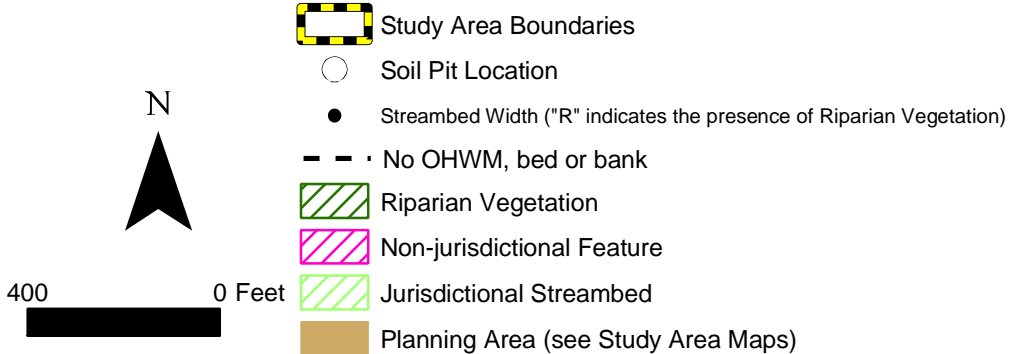 Study Area Boundaries
Soil Pit Location
N
Streambed Width ("R" indicates the presence of Riparian Vegetation)
No OHWM, bed or bank
Riparian Vegetation
Non-jurisdictional Feature
400 0 Feet
Jurisdictional Streambed
Planning Area (see Study Area Maps)